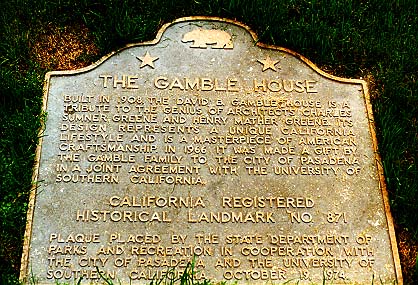 THE GAMBLE HOUSE
BUILT IN 1908, THE DAVID B. GAMBLE HOUSE IS A
TRIBUTE TO THE GENIUS OF ARCHITECTS CHARLES
SUMNER GREENE AND HENRY MATHER GREENE. ITS
DESIGN REPRESENTS A UNIQUE CALIFORNIA
LIFESTYLE AND IS A MASTERPIECE OF AMERICAN
CRAFTSMANSHIP. IN 1966 IT WAS MADE A GIFT BY
THE GAMBLE FAMILY TO THE CITY OF PASADENA
IN A JOINT AGREEMENT WITH THE UNIVERSITY OF
SOUTHERN CALIFORNIA.
CALIFORNIA REGISTERED
HISTORICAL LANDMARK NO. 871
PLAQUE PLACED BY THE STATE DEPARTMENT OF
PARKS AND RECREATION IN COOPERATION WITH
THE CITY OF PASADENA AND THE UNIVERSITY OF
SOUTHERN CALIFORNIA, OCTOBER 19, 1974.